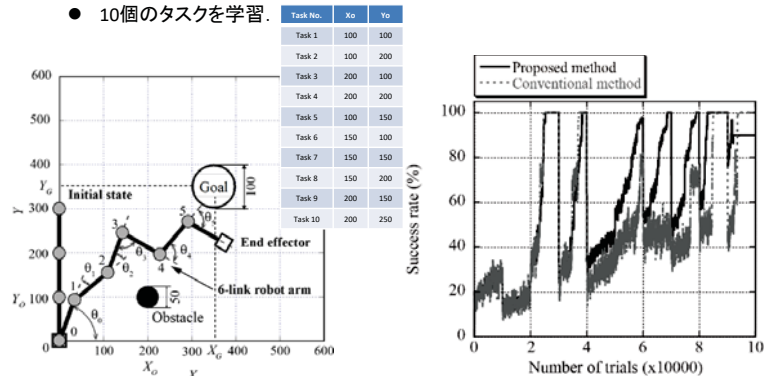 ● 10個のタスクを学習.
Task No. Xo Yo
Task 1 100 100
Task 2 100 200
Task 3 200 100
Task 4 200 200
Task 5 100 150
Task 6 150 100
Task 7 150 150
Task 8 150 200
Task 9 200 150
Task 10 200 250
600
500
400
Y_G
300
Y
200
Y_O
100
0
Initial state
Goal
100
End effector
6-link robot arm
Obstacle
50
0
1
2
3
4
5
θ₀
θ₁
θ₂
θ₃
θ₄
θ₅
100 200 300 400 500 600
X_O X_G
X
Proposed method
Conventional method
Success rate (%)
100
80
60
40
20
0
0 2 4 6 8 10
Number of trials (x10000)